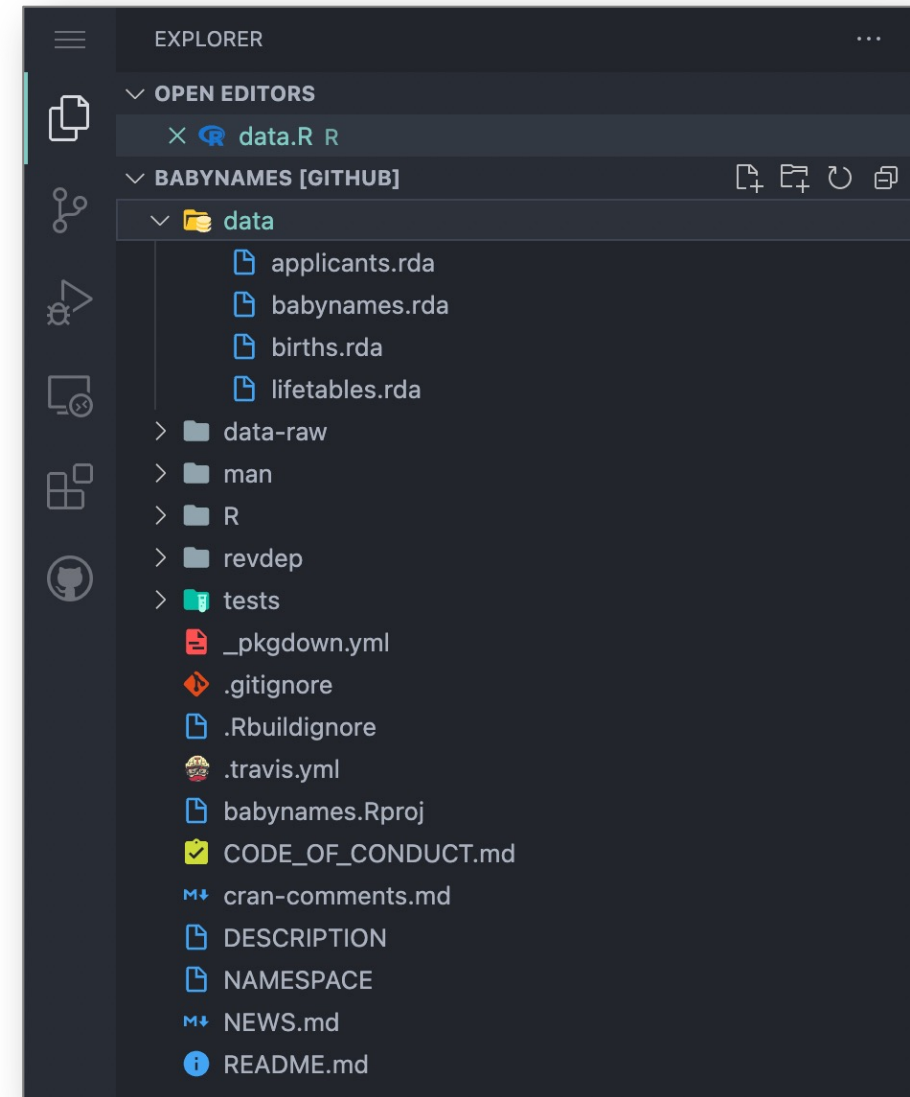 EXPLORER
OPEN EDITORS
data.R R
BABYNAMES [GITHUB]
data
applicants.rda
babynames.rda
births.rda
lifetables.rda
data-raw
man
R
revdep
tests
_pkgdown.yml
.gitignore
.Rbuildignore
.travis.yml
babynames.Rproj
CODE_OF_CONDUCT.md
cran-comments.md
DESCRIPTION
NAMESPACE
NEWS.md
README.md